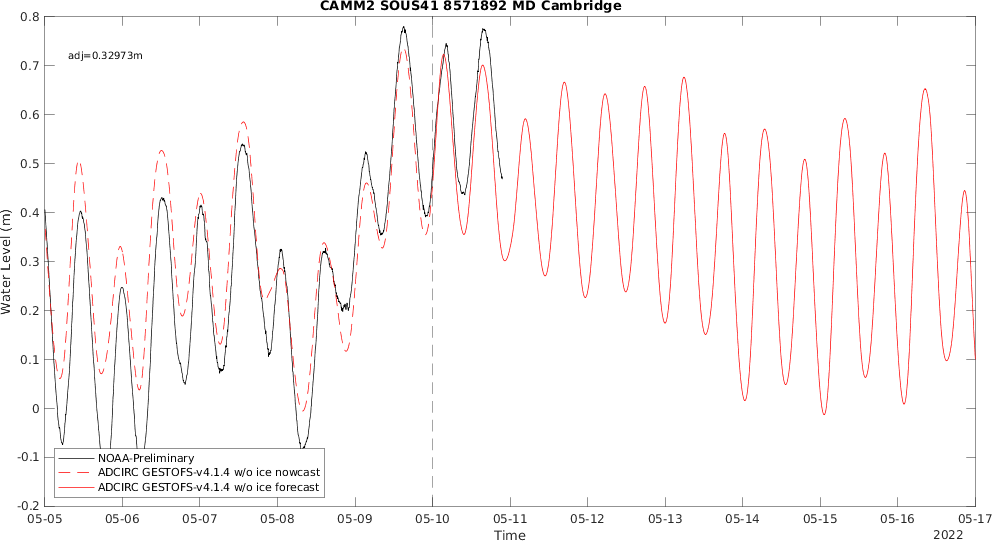 CAMM2 SOUS41 8571892 MD Cambridge
adj=0.32973m
Water Level (m)
0.8
0.7
0.6
0.5
0.4
0.3
0.2
0.1
0
-0.1
-0.2
NOAA-Preliminary
ADCIRC GESTOFS-v4.1.4 w/o ice nowcast
ADCIRC GESTOFS-v4.1.4 w/o ice forecast
05-05 05-06 05-07 05-08 05-09 05-10 05-11 05-12 05-13 05-14 05-15 05-16 05-17
Time
2022